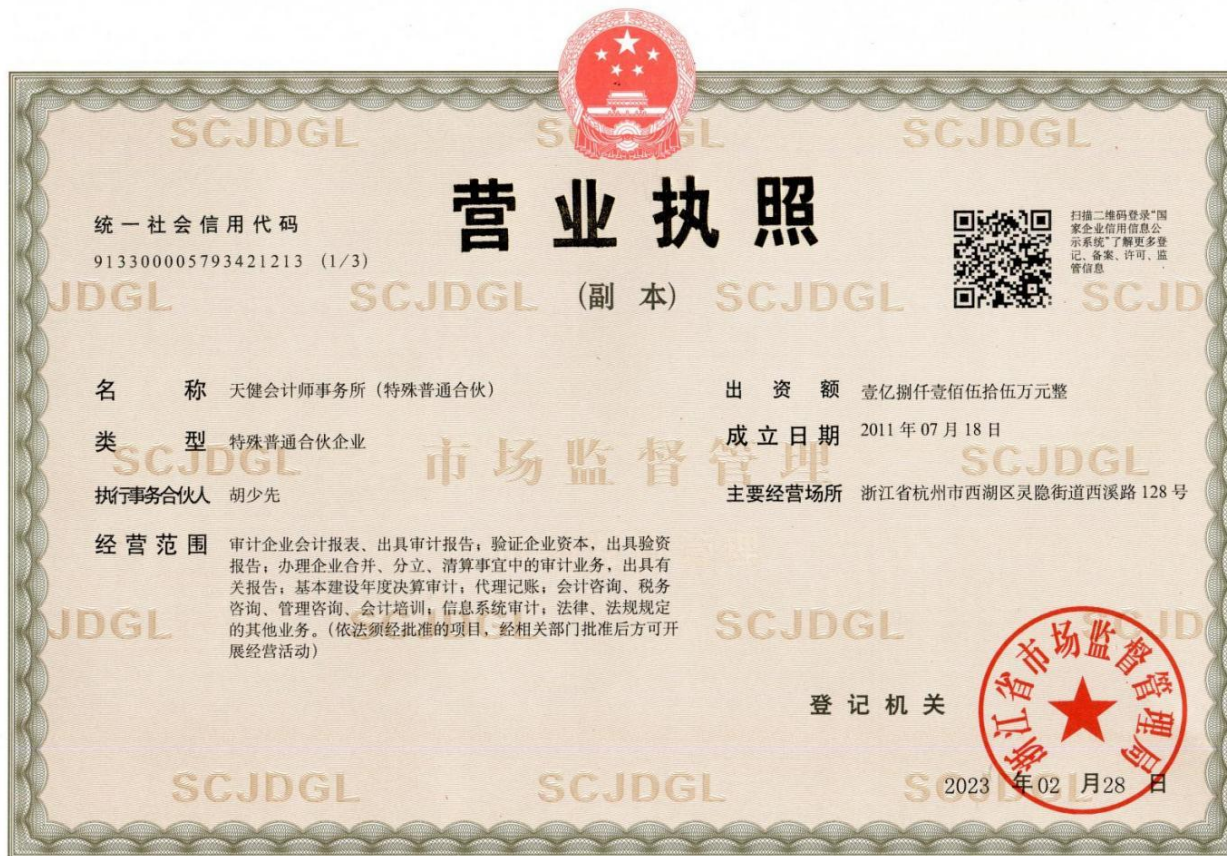 营业执照
(副 本)
统一社会信用代码
913300005793421213 (1/3)
扫描二维码登录“国
家企业信用信息公
示系统”了解更多登
记、备案、许可、监
管信息
名 称 天健会计师事务所(特殊普通合伙)
类 型 特殊普通合伙企业
执行事务合伙人 胡少先
经营范围 审计企业会计报表、出具审计报告;验证企业资本,出具验资
报告;办理企业合并、分立、清算事宜中的审计业务,出具有
关报告;基本建设年度决算审计;代理记账;会计咨询、税务
咨询、管理咨询、会计培训;信息系统审计;法律、法规规定
的其他业务。(依法须经批准的项目,经相关部门批准后方可开
展经营活动)
出 资 额 壹亿捌仟壹佰伍拾伍万元整
成立日期 2011年07月18日
主要经营场所 浙江省杭州市西湖区灵隐街道西溪路128号
登记机关
浙江省市场监督管理局
2023 年02 月28 日
SCJDGL SCJDGL SCJDGL
JDGL SCJDGL SCJDGL SCJD
SCJDGL 市场监督管理 SCJDGL
JDGL SCJDGL SCJDGL SCJD
SCJDGL SCJDGL SCJDGL